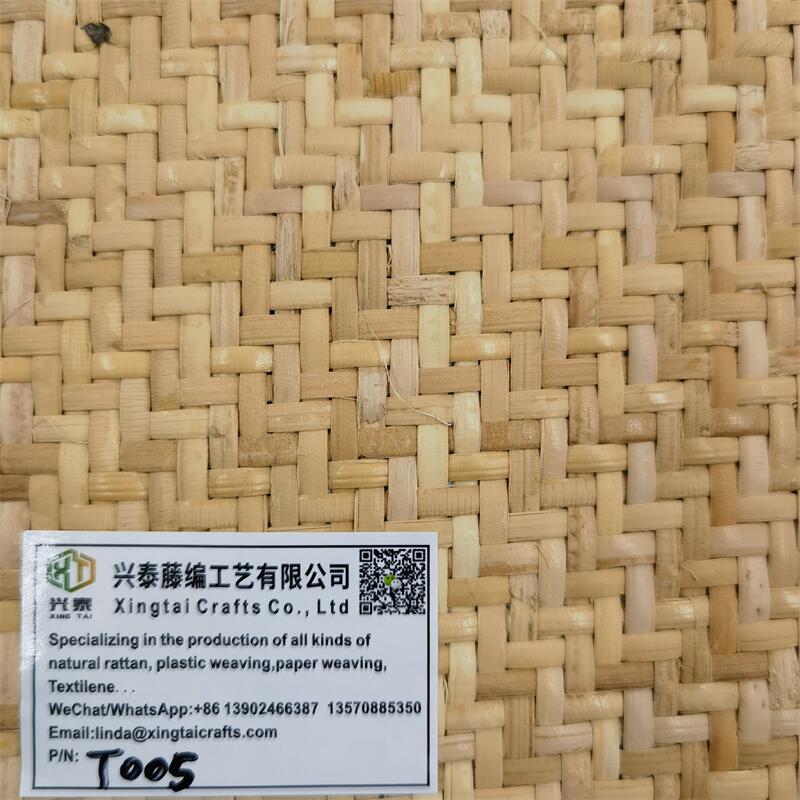 兴泰藤编工艺有限公司
Xingtai Crafts Co., Ltd
XT
兴泰
XING TAI
Specializing in the production of all kinds of
natural rattan, plastic weaving,paper weaving,
Textilene...
WeChat/WhatsApp:+86 13902466387 13570885350
Email:linda@xingtaicrafts.com
P/N: T005